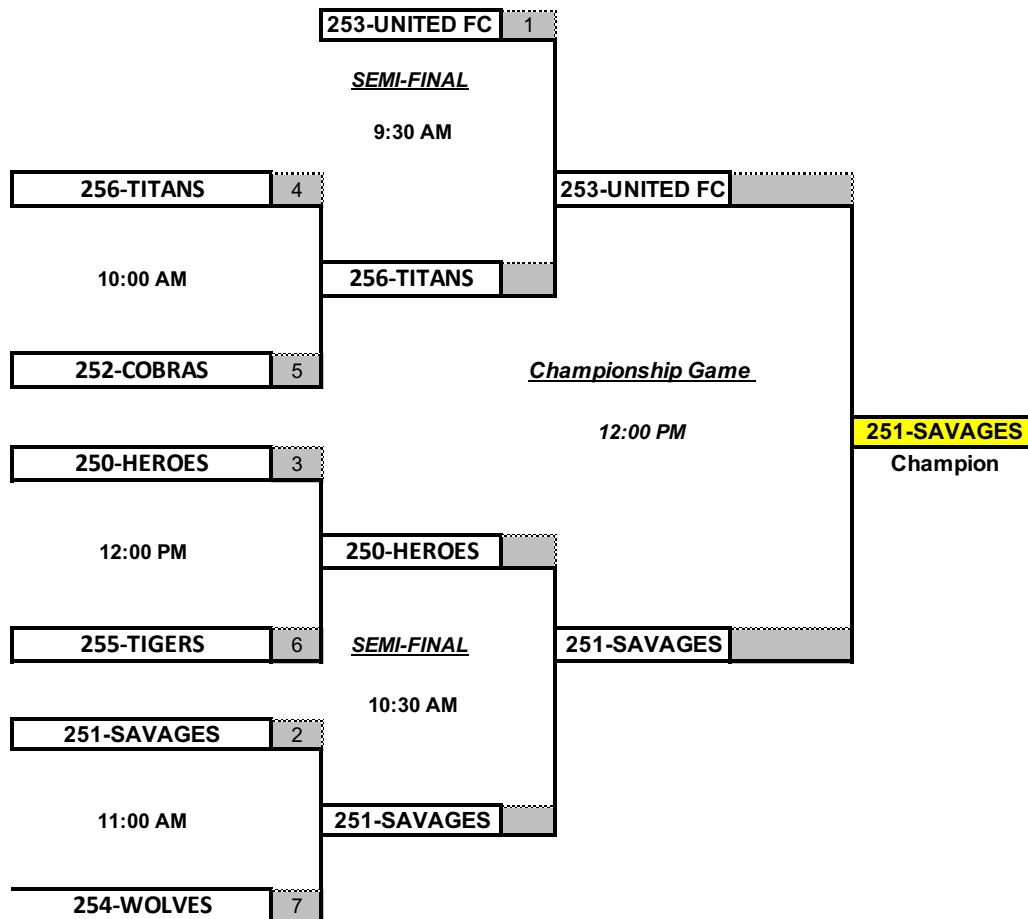 253-UNITED FC 1
SEMI-FINAL
9:30 AM
256-TITANS 4
253-UNITED FC
10:00 AM
256-TITANS
252-COBRAS 5
Championship Game
12:00 PM
251-SAVAGES
250-HEROES 3
Champion
12:00 PM
250-HEROES
255-TIGERS 6
SEMI-FINAL
251-SAVAGES
10:30 AM
251-SAVAGES 2
11:00 AM
251-SAVAGES
254-WOLVES 7